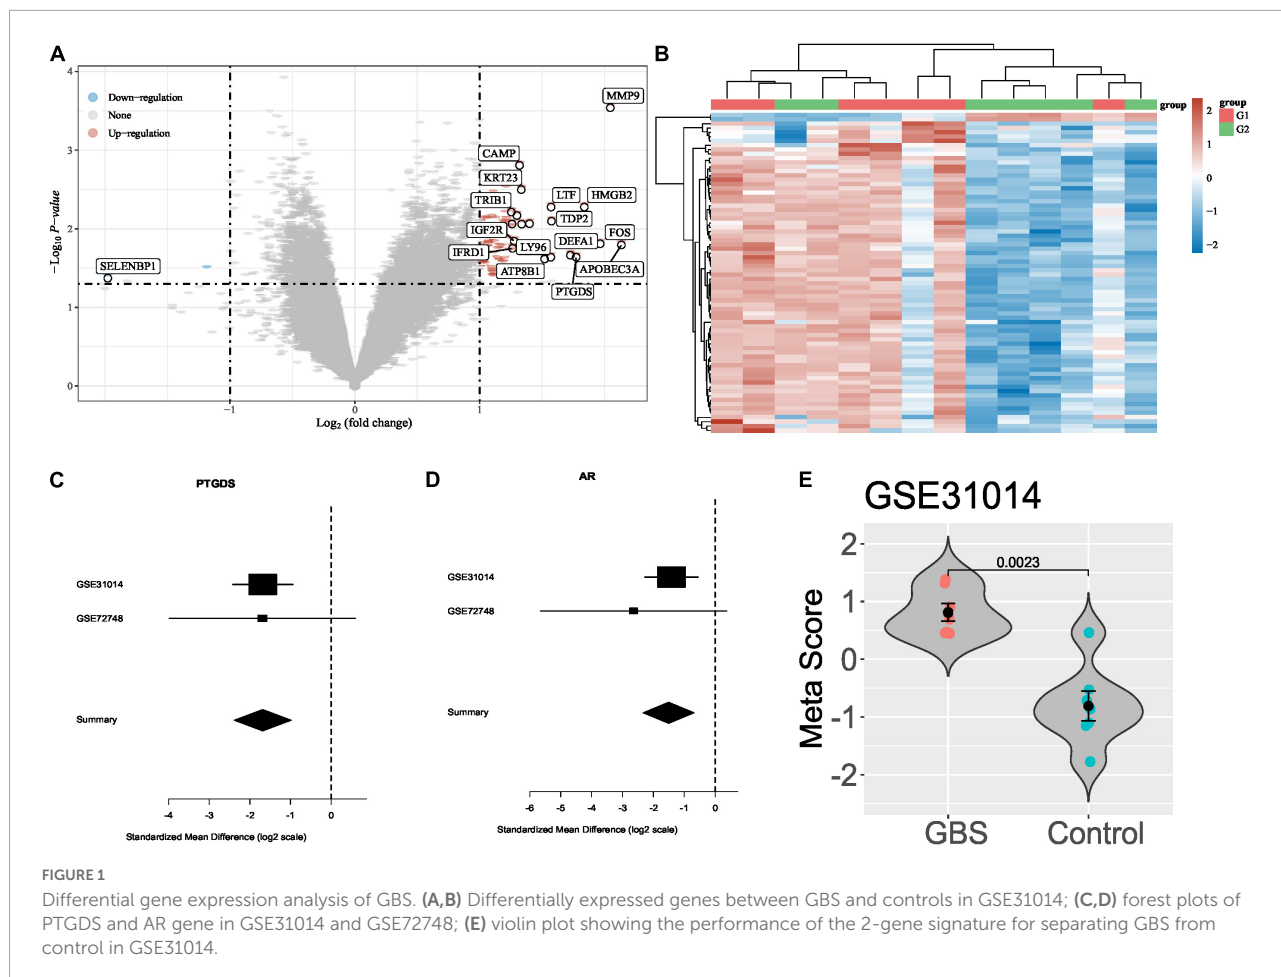 A
4
3
2
1
0
−Log10 P−value
Down−regulation
None
Up−regulation
MMP9
CAMP
KRT23
TRIB1
LTF
HMGB2
TDP2
IGF2R
IFRD1
LY96
DEFA1
FOS
ATP8B1
APOBEC3A
PTGDS
SELENBP1
−1
0
1
Log2 (fold change)
B
group
2
1
0
−1
−2
group
G1
G2
C
PTGDS
GSE31014
GSE72748
Summary
-4 -3 -2 -1 0
Standardized Mean Difference (log2 scale)
D
AR
GSE31014
GSE72748
Summary
-6 -5 -4 -3 -2 -1 0
Standardized Mean Difference (log2 scale)
E
GSE31014
0.0023
Meta Score
2
1
0
-1
-2
GBS Control
FIGURE 1
Differential gene expression analysis of GBS. (A,B) Differentially expressed genes between GBS and controls in GSE31014; (C,D) forest plots of
PTGDS and AR gene in GSE31014 and GSE72748; (E) violin plot showing the performance of the 2-gene signature for separating GBS from
control in GSE31014.